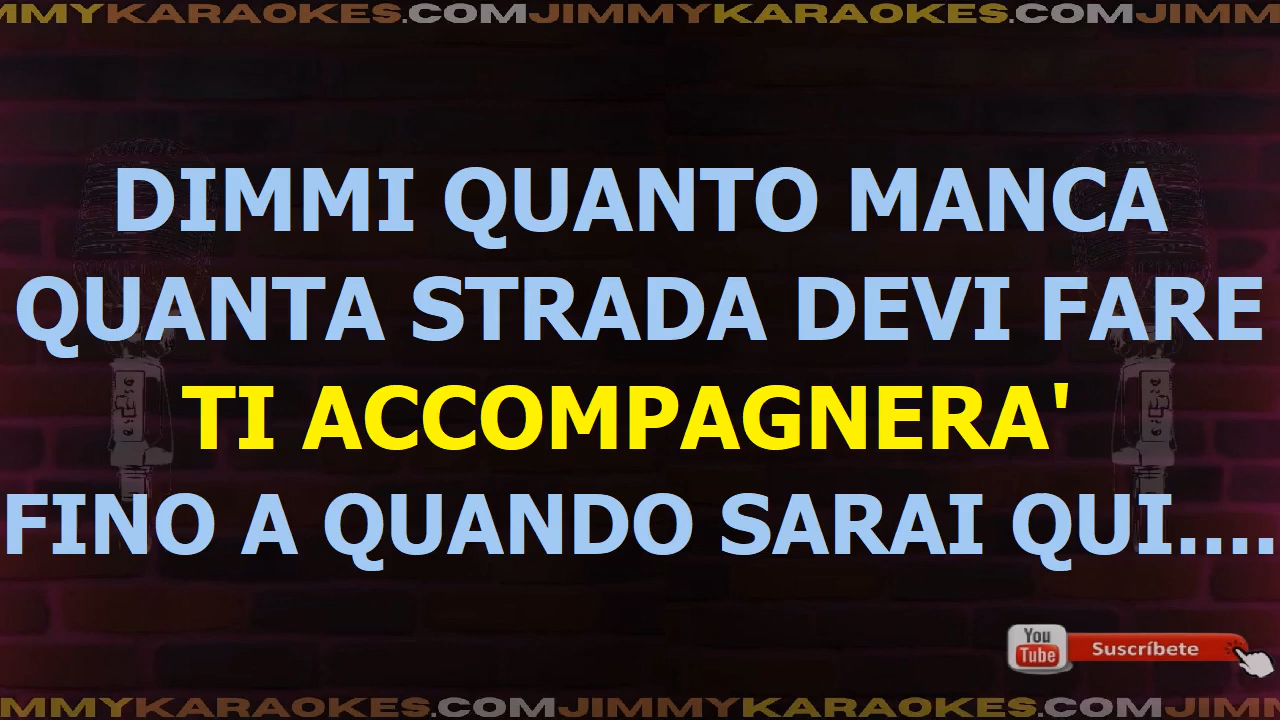 MMYKARAOKES.COMJIMMYKARAOKES.COMJIMM
DIMMI QUANTO MANCA
QUANTA STRADA DEVI FARE
TI ACCOMPAGNERA'
FINO A QUANDO SARAI QUI....
You
Tube
Suscríbete
MMYKARAOKES.COMJIMMYKARAOKES.COMJIMM